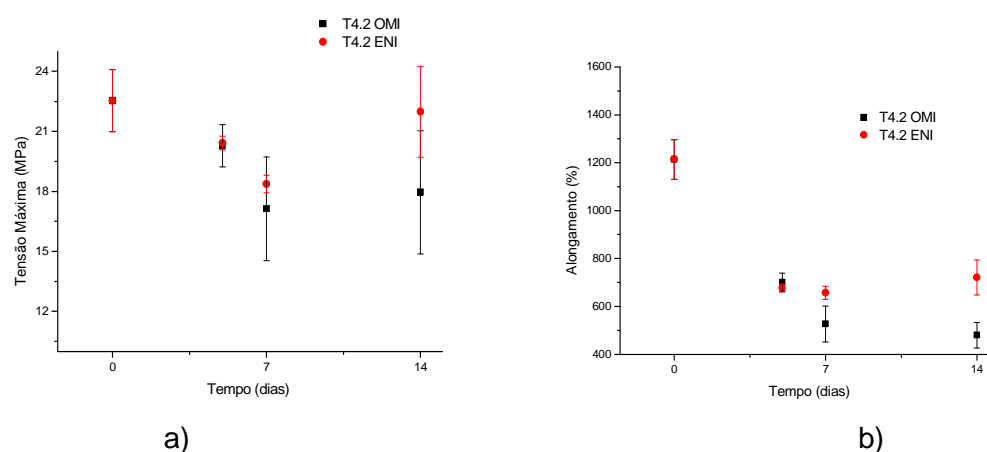 T4.2 OMI
T4.2 ENI
24
21
18
15
12
Tensão Máxima (MPa)
0
7
14
Tempo (dias)
a)
T4.2 OMI
T4.2 ENI
1600
1400
1200
1000
800
600
400
Alongamento (%)
0
7
14
Tempo (dias)
b)